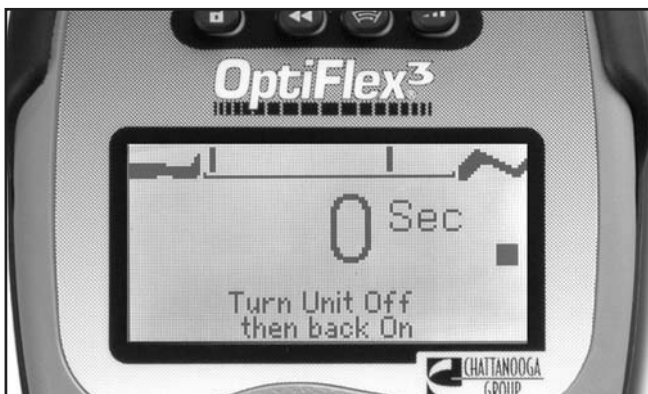 OptiFlex3
0 Sec
Turn Unit Off
then back On
CHATTANOOGA
GROUP